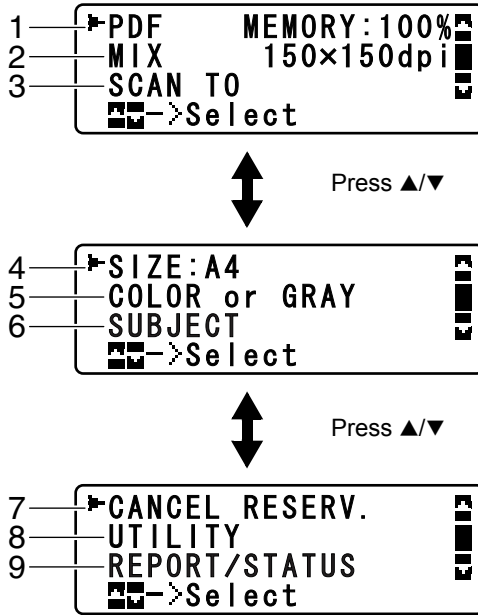 1 PDF MEMORY:100%
2 MIX 150×150dpi
3 SCAN TO
▲▼->Select
Press ▲/▼
4 SIZE:A4
5 COLOR or GRAY
6 SUBJECT
▲▼->Select
Press ▲/▼
7 CANCEL RESERV.
8 UTILITY
9 REPORT/STATUS
▲▼->Select